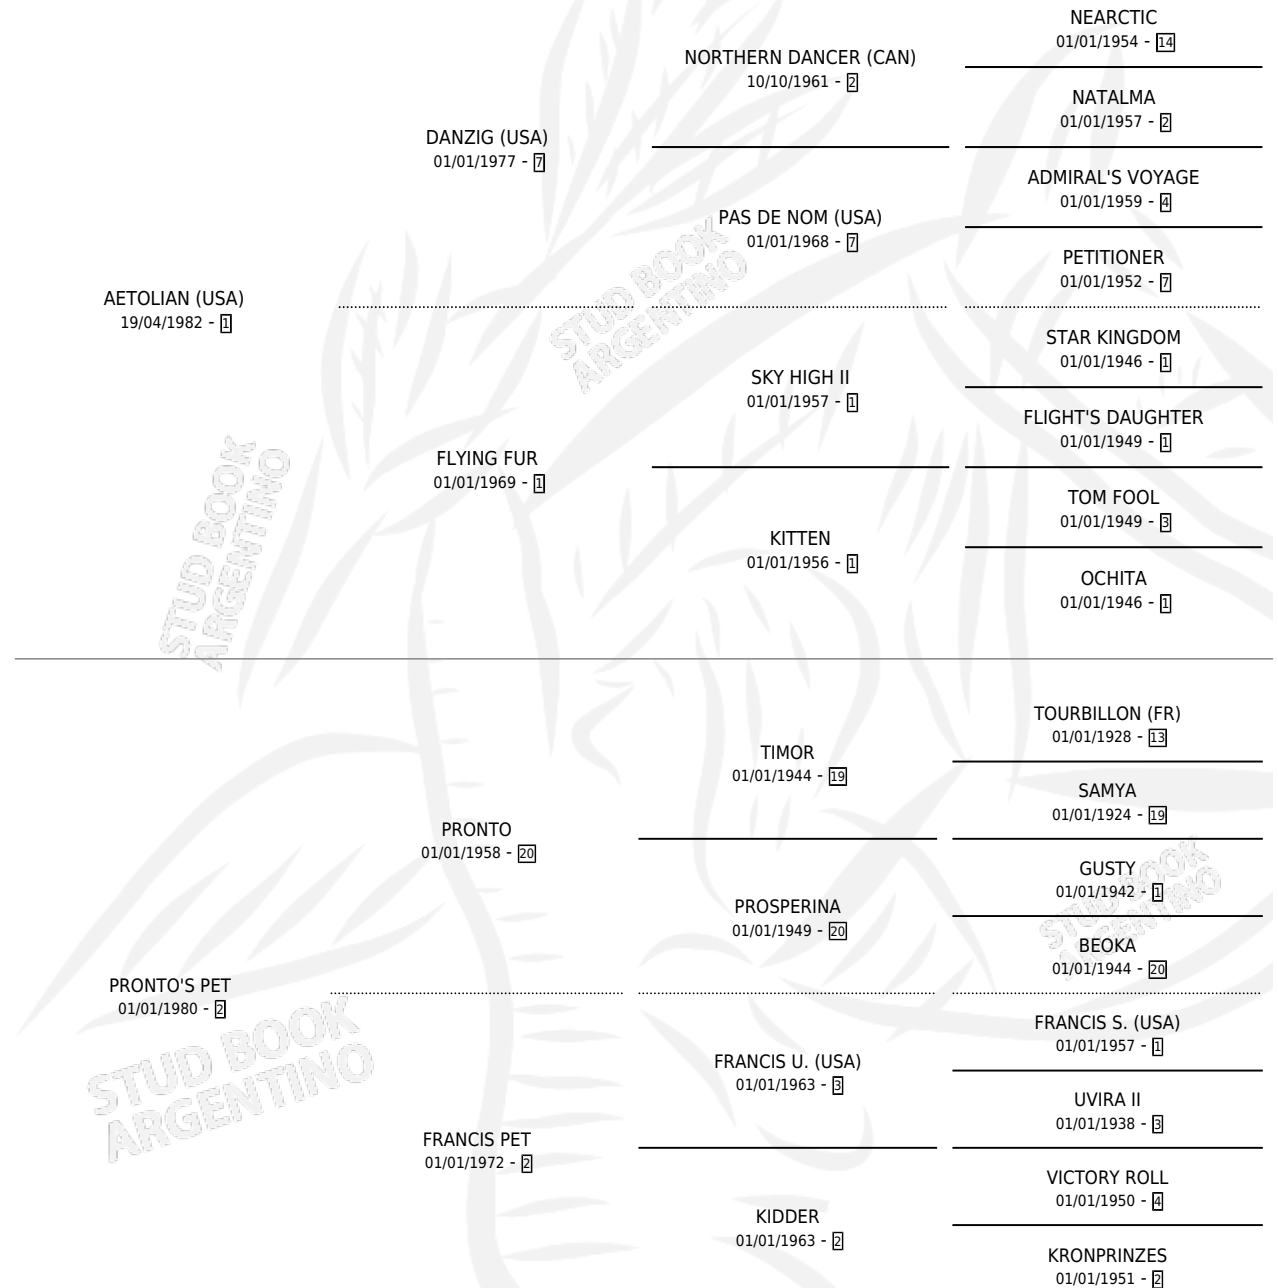 NEARCTIC
01/01/1954 - 14
NORTHERN DANCER (CAN)
10/10/1961 - 2
NATALMA
01/01/1957 - 2
DANZIG (USA)
01/01/1977 - 7
ADMIRAL'S VOYAGE
01/01/1959 - 4
PAS DE NOM (USA)
01/01/1968 - 7
PETITIONER
01/01/1952 - 7
AETOLIAN (USA)
19/04/1982 - 1
STUD BOOK
ARGENTINO
STAR KINGDOM
01/01/1946 - 1
SKY HIGH II
01/01/1957 - 1
FLIGHT'S DAUGHTER
01/01/1949 - 1
FLYING FUR
01/01/1969 - 1
TOM FOOL
01/01/1949 - 3
KITTEN
01/01/1956 - 1
OCHITA
01/01/1946 - 1
STUD BOOK
ARGENTINO
TOURBILLON (FR)
01/01/1928 - 13
TIMOR
01/01/1944 - 19
SAMYA
01/01/1924 - 19
PRONTO
01/01/1958 - 20
GUSTY
01/01/1942 - 1
PROSPERINA
01/01/1949 - 20
STUD BOOK
ARGENTINO
BEOKA
01/01/1944 - 20
PRONTO'S PET
01/01/1980 - 2
FRANCIS S. (USA)
01/01/1957 - 1
STUD BOOK
ARGENTINO
FRANCIS U. (USA)
01/01/1963 - 3
UVIRA II
01/01/1938 - 3
FRANCIS PET
01/01/1972 - 2
VICTORY ROLL
01/01/1950 - 4
KIDDER
01/01/1963 - 2
KRONPRINZES
01/01/1951 - 2